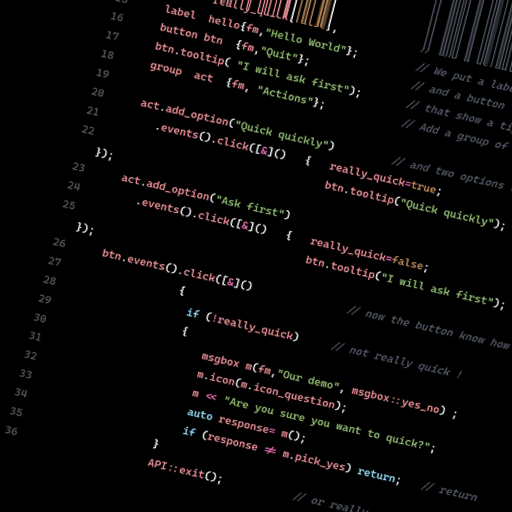 16 label hello{fm,"Hello World"};
17 button btn {fm,"Quit"}; // We put a
18 btn.tooltip( "I will ask first"); // and a button
19 group act {fm, "Actions"}; // that show a
20 // Add a group of
21 act.add_option("Quick quickly")
22 .events().click([&]() { really_quick=true; // and two options
btn.tooltip("Quick quickly");
});
23
24 act.add_option("Ask first")
25 .events().click([&]() { really_quick=false;
btn.tooltip("I will ask first");
});
26
27 btn.events().click([&]()
28 { // now the button know how
29 if (!really_quick) // not really quick !
30 {
31 msgbox m(fm,"Our demo", msgbox::yes_no) ;
32 m.icon(m.icon_question);
33 m << "Are you sure you want to quick?";
34 auto response= m();
35 if (response != m.pick_yes) return; // return
36 }
API::exit(); // or really